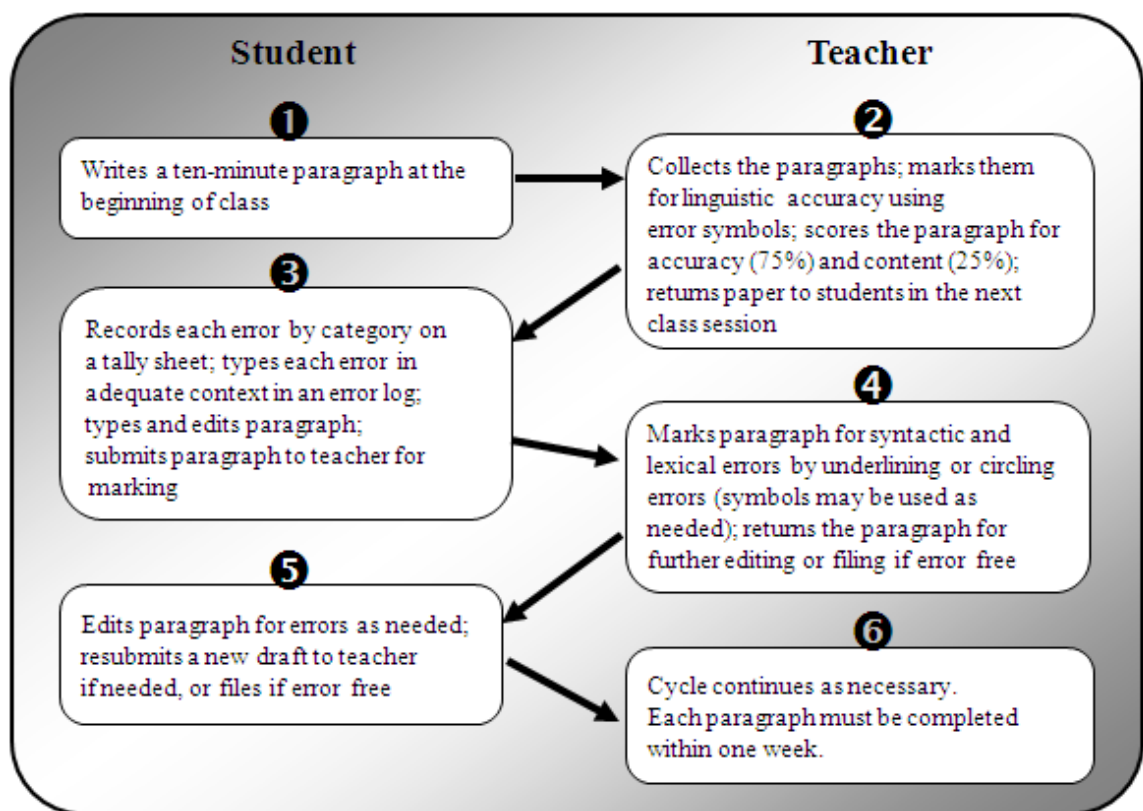 Student
Teacher
❶
Writes a ten-minute paragraph at the
beginning of class
❷
Collects the paragraphs; marks them
for linguistic accuracy using
error symbols; scores the paragraph for
accuracy (75%) and content (25%);
returns paper to students in the next
class session
❸
Records each error by category on
a tally sheet; types each error in
adequate context in an error log;
types and edits paragraph;
submits paragraph to teacher for
marking
❹
Marks paragraph for syntactic and
lexical errors by underlining or circling
errors (symbols may be used as
needed); returns the paragraph for
further editing or filing if error free
❺
Edits paragraph for errors as needed;
resubmits a new draft to teacher
if needed, or files if error free
❻
Cycle continues as necessary.
Each paragraph must be completed
within one week.